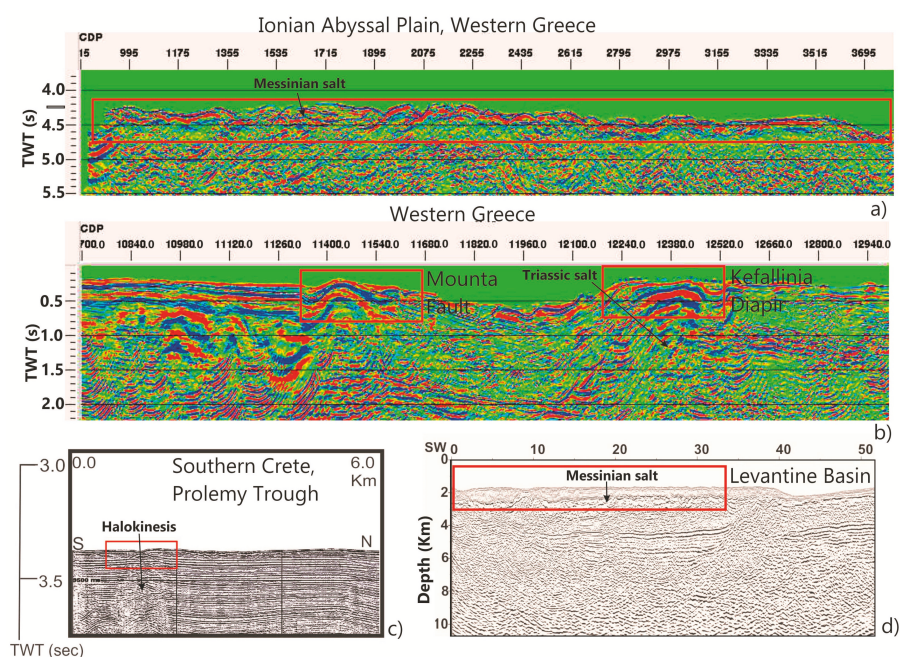 Ionian Abyssal Plain, Western Greece
CDP
15 995 1175 1355 1535 1715 1895 2075 2255 2435 2615 2795 2975 3155 3335 3515 3695
Messinian salt
4.0
4.5
5.0
5.5
TWT (s)
a)
Western Greece
CDP
700.0 10840.0 10980.0 11120.0 11260.0 11400.0 11540.0 11680.0 11820.0 11960.0 12100.0 12240.0 12380.0 12520.0 12660.0 12800.0 12940.0
Mounta
Fault
Triassic salt
Kefallinia
Diapli
0.5
1.0
1.5
2.0
TWT (s)
b)
3.0
3.5
TWT (sec)
0.0
6.0
Km
Southern Crete,
Prolemy Trough
Halokinesis
S
N
3500 ms
c)
SW
0 10 20 30 40 50
Messinian salt
Levantine Basin
0
2
4
6
8
10
Depth (Km)
d)